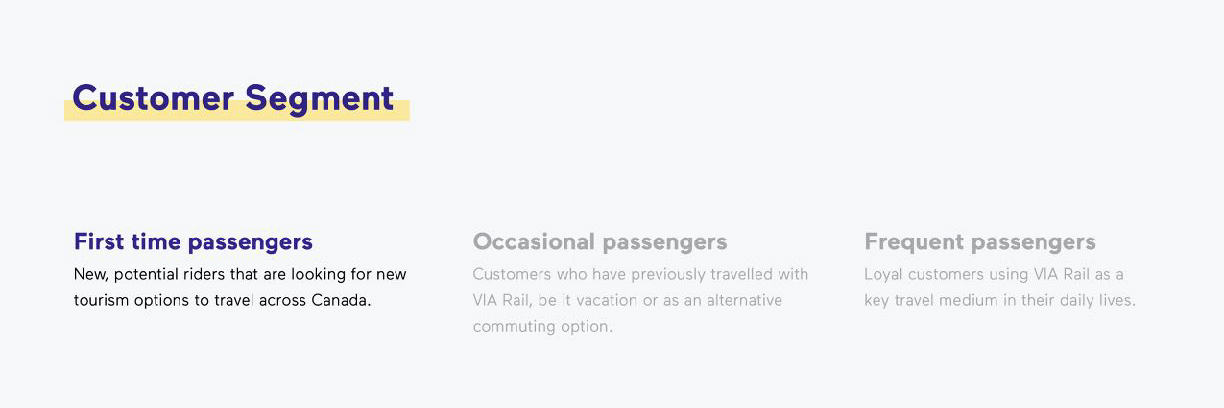 Customer Segment
First time passengers
New, potential riders that are looking for new
tourism options to travel across Canada.
Occasional passengers
Customers who have previously travelled with
VIA Rail, be it vacation or as an alternative
commuting option.
Frequent passengers
Loyal customers using VIA Rail as a
key travel medium in their daily lives.